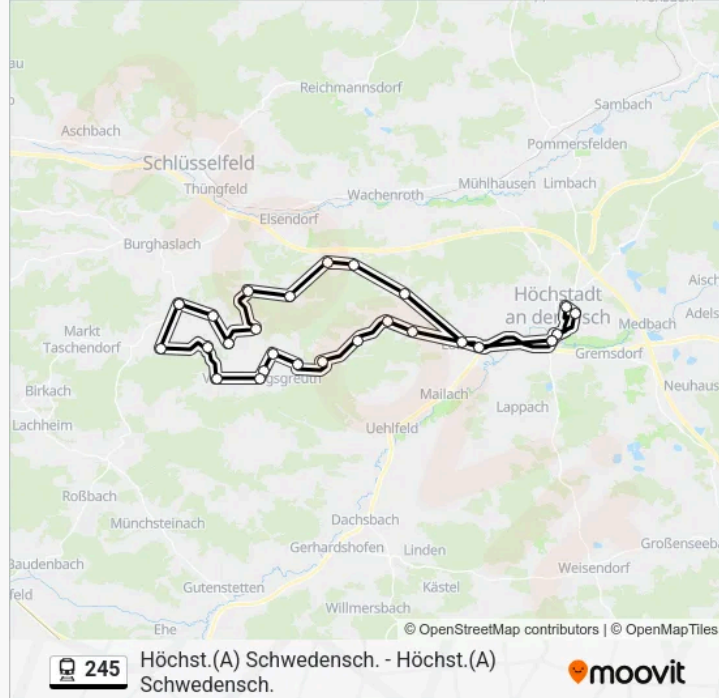 au
Reichmannsdorf
Sambach
Aschbach
Pommersfelden
Schlüsselfeld
Thüngfeld
Mühlhausen
Limbach
Wachenroth
Elsendorf
Burghaslach
Aisch
Höchstadt
Adels
Markt
Taschendorf
Medbach
Gremsdorf
Birkach
Neuhaus
Mailach
Lappach
Lachheim
Uehlfeld
Roßbach
Dachsbach
Münchsteinach
Gerhardshofen
Linden
Großenseeba
Baudenbach
Weisendorf
feld
Gutenstetten
Kästel
Willmersbach
Ehe
© OpenStreetMap contributors | © OpenMapTiles
245
Höchst.(A) Schwedensch. - Höchst.(A)
Schwedensch.
moovit